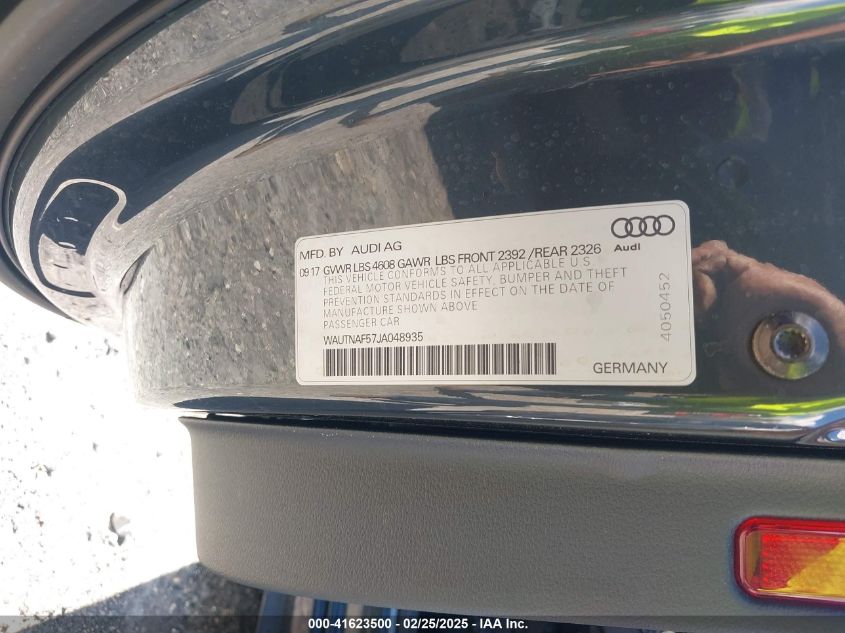 MFD. BY AUDI AG
Audi
09 17 GVWR LBS 4608 GAWR LBS FRONT 2392 /REAR 2326
THIS VEHICLE CONFORMS TO ALL APPLICABLE U.S
FEDERAL MOTOR VEHICLE SAFETY, BUMPER AND THEFT
PREVENTION STANDARDS IN EFFECT ON THE DATE OF
MANUFACTURE SHOWN ABOVE
PASSENGER CAR
WAUTNAF57JA048935
GERMANY
4050452
000-41623500 - 02/25/2025 - IAA Inc.